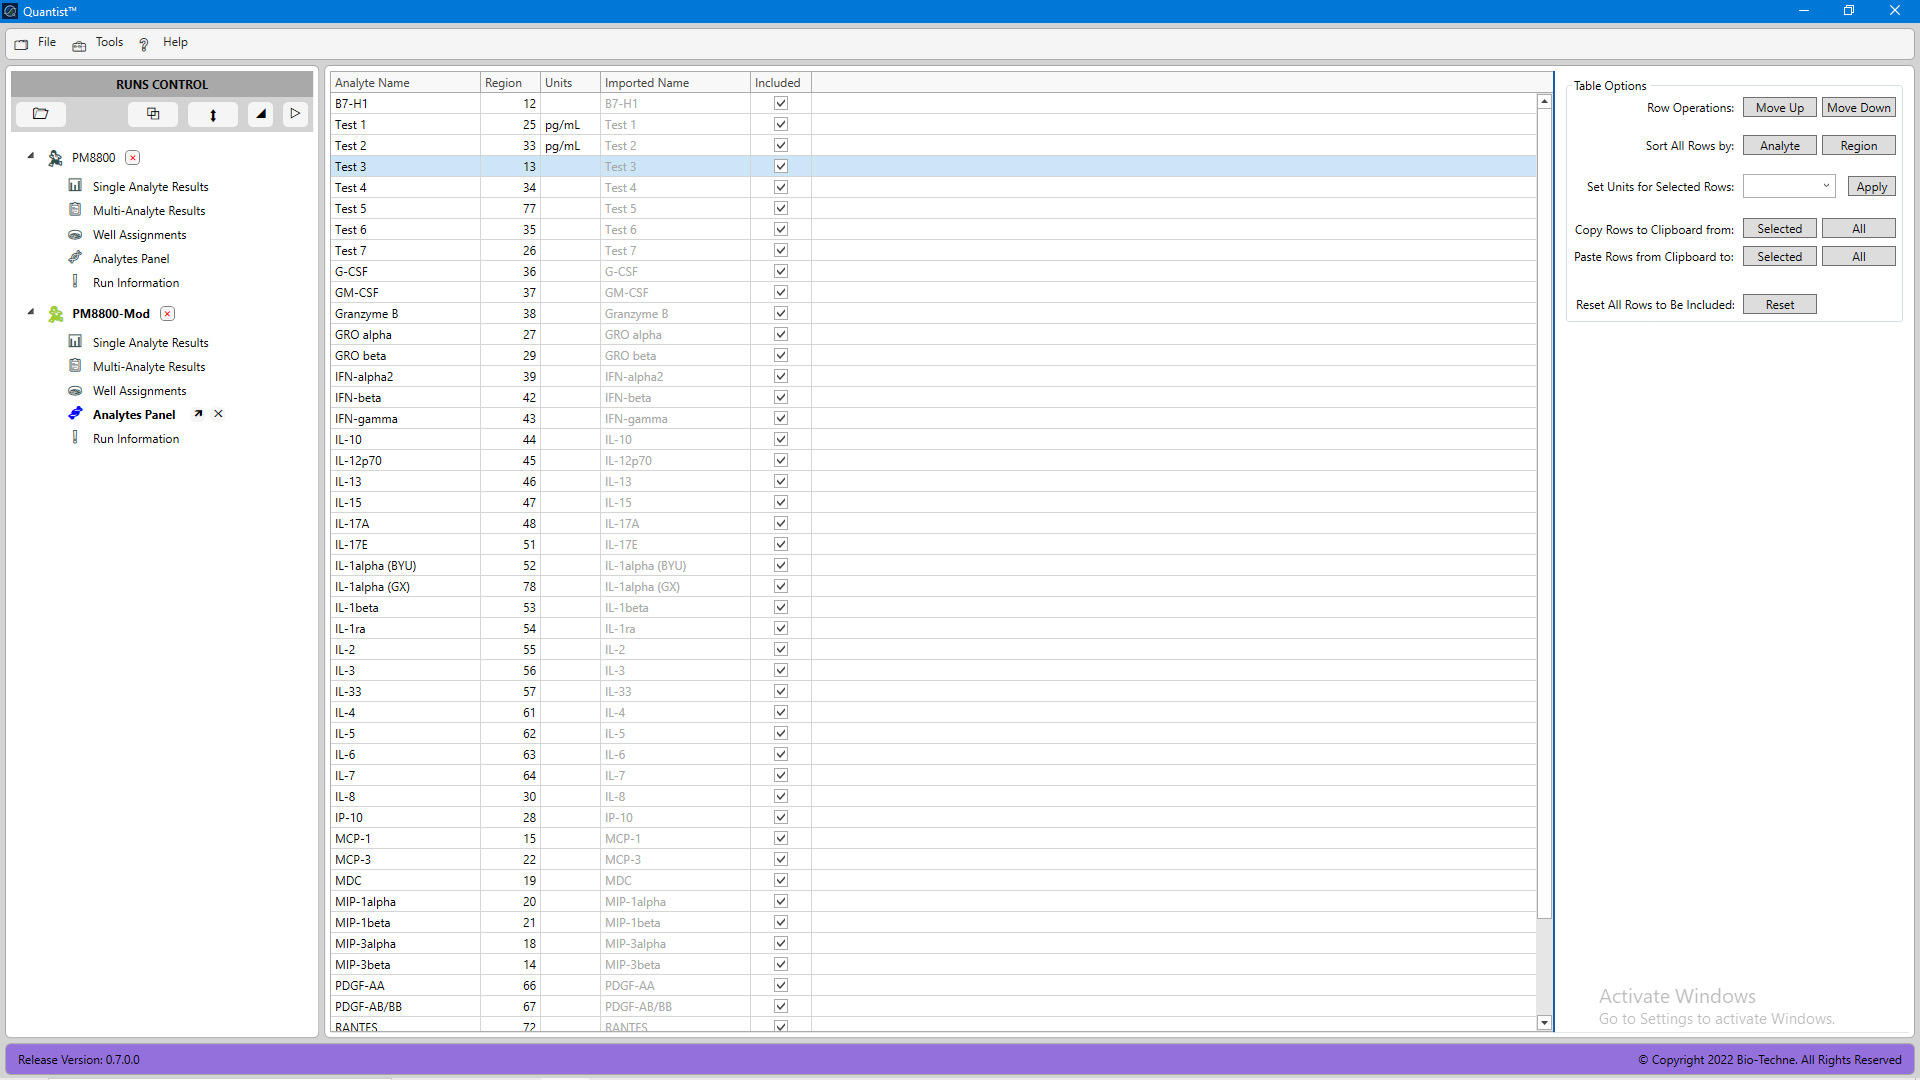 Quantist™
File Tools Help
RUNS CONTROL
PM8800
Single Analyte Results
Multi-Analyte Results
Well Assignments
Analytes Panel
Run Information
PM8800-Mod
Single Analyte Results
Multi-Analyte Results
Well Assignments
Analytes Panel
Run Information
Analyte Name Region Units Imported Name Included
B7-H1 12 B7-H1
Test 1 25 pg/mL Test 1
Test 2 33 pg/mL Test 2
Test 3 13 Test 3
Test 4 34 Test 4
Test 5 77 Test 5
Test 6 35 Test 6
Test 7 26 Test 7
G-CSF 36 G-CSF
GM-CSF 37 GM-CSF
Granzyme B 38 Granzyme B
GRO alpha 27 GRO alpha
GRO beta 29 GRO beta
IFN-alpha2 39 IFN-alpha2
IFN-beta 42 IFN-beta
IFN-gamma 43 IFN-gamma
IL-10 44 IL-10
IL-12p70 45 IL-12p70
IL-13 46 IL-13
IL-15 47 IL-15
IL-17A 48 IL-17A
IL-17E 51 IL-17E
IL-1alpha (BYU) 52 IL-1alpha (BYU)
IL-1alpha (GX) 78 IL-1alpha (GX)
IL-1beta 53 IL-1beta
IL-1ra 54 IL-1ra
IL-2 55 IL-2
IL-3 56 IL-3
IL-33 57 IL-33
IL-4 61 IL-4
IL-5 62 IL-5
IL-6 63 IL-6
IL-7 64 IL-7
IL-8 30 IL-8
IP-10 28 IP-10
MCP-1 15 MCP-1
MCP-3 22 MCP-3
MDC 19 MDC
MIP-1alpha 20 MIP-1alpha
MIP-1beta 21 MIP-1beta
MIP-3alpha 18 MIP-3alpha
MIP-3beta 14 MIP-3beta
PDGF-AA 66 PDGF-AA
PDGF-AB/BB 67 PDGF-AB/BB
RANTES 72 RANTES
Table Options
Row Operations: Move Up Move Down
Sort All Rows by: Analyte Region
Set Units for Selected Rows: Apply
Copy Rows to Clipboard from: Selected All
Paste Rows from Clipboard to: Selected All
Reset All Rows to Be Included: Reset
Activate Windows
Go to Settings to activate Windows.
Release Version: 0.7.0.0
© Copyright 2022 Bio-Techne. All Rights Reserved